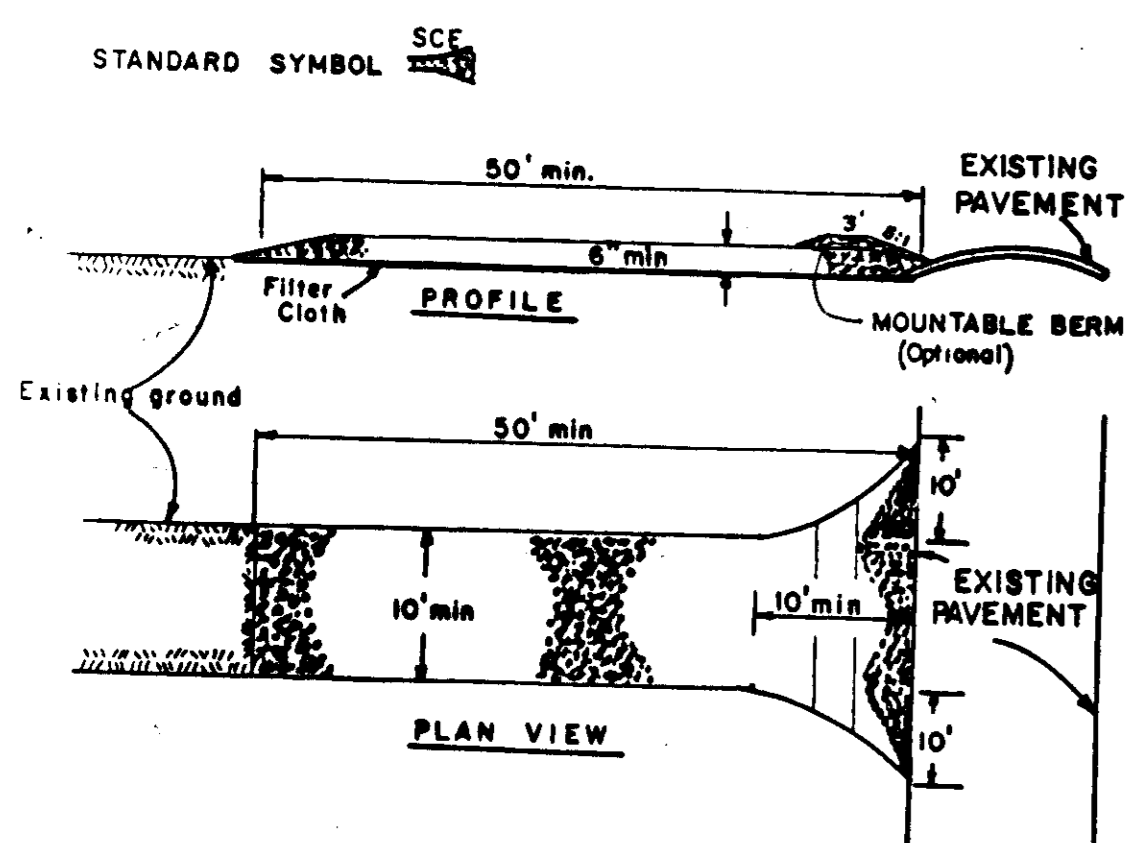 SCE
STANDARD SYMBOL
50' min.
EXISTING
PAVEMENT
3'
6" min
Filter
Cloth
PROFILE
MOUNTABLE BERM
(Optional)
Existing ground
50' min
10'
10' min
10' min
EXISTING
PAVEMENT
10'
PLAN VIEW